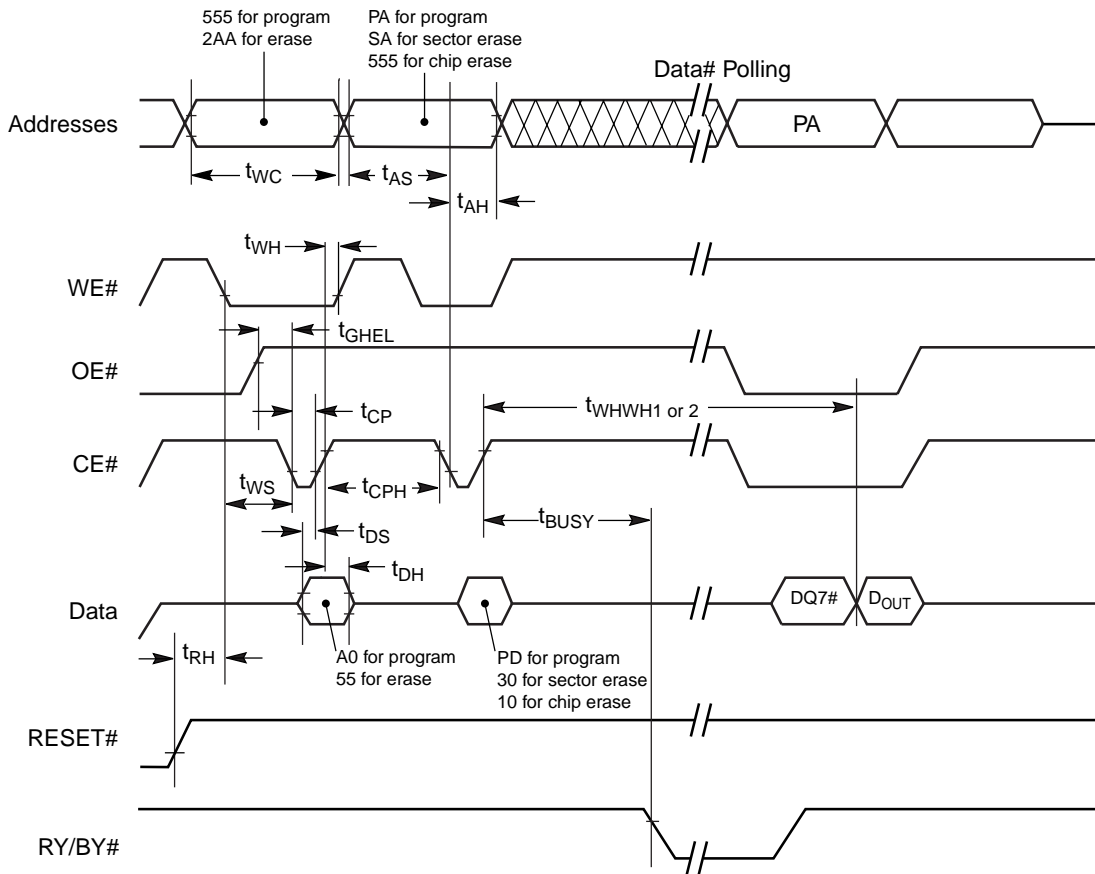 555 for program
2AA for erase
PA for program
SA for sector erase
555 for chip erase
Data# Polling
Addresses
PA
tWC
tAS
tAH
tWH
WE#
tGHEL
OE#
tCP
tWHWH1 or 2
CE#
tWS
tCPH
tBUSY
tDS
tDH
Data
DQ7#
DOUT
tRH
A0 for program
55 for erase
PD for program
30 for sector erase
10 for chip erase
RESET#
RY/BY#